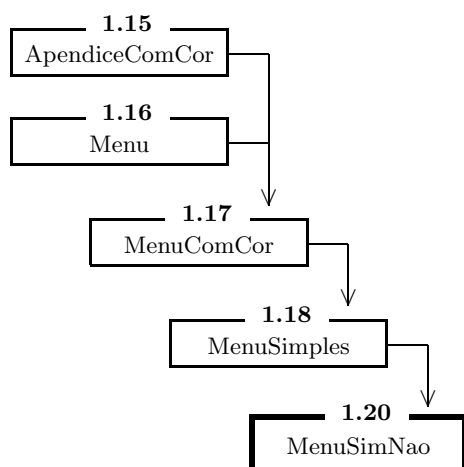 1.15
ApendiceComCor
1.16
Menu
1.17
MenuComCor
1.18
MenuSimples
1.20
MenuSimNao